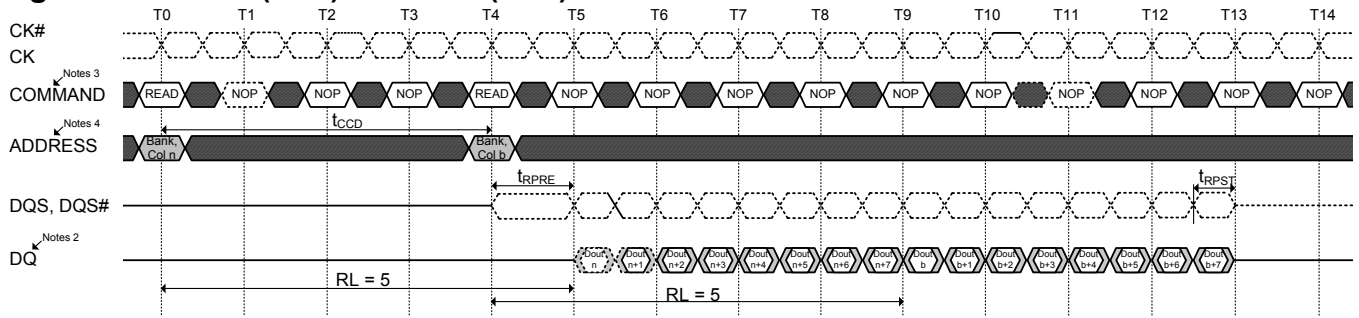 T0 T1 T2 T3 T4 T5 T6 T7 T8 T9 T10 T11 T12 T13 T14
CK#
CK
Notes 3
COMMAND READ NOP NOP NOP READ NOP NOP NOP NOP NOP NOP NOP NOP NOP NOP
Notes 4
tCCD
ADDRESS Bank, Col n Bank, Col b
tRPRE tRPST
DQS, DQS#
Notes 2
DQ Dout n Dout n+1 Dout n+2 Dout n+3 Dout n+4 Dout n+5 Dout n+6 Dout n+7 Dout b Dout b+1 Dout b+2 Dout b+3 Dout b+4 Dout b+5 Dout b+6 Dout b+7
RL = 5 RL = 5